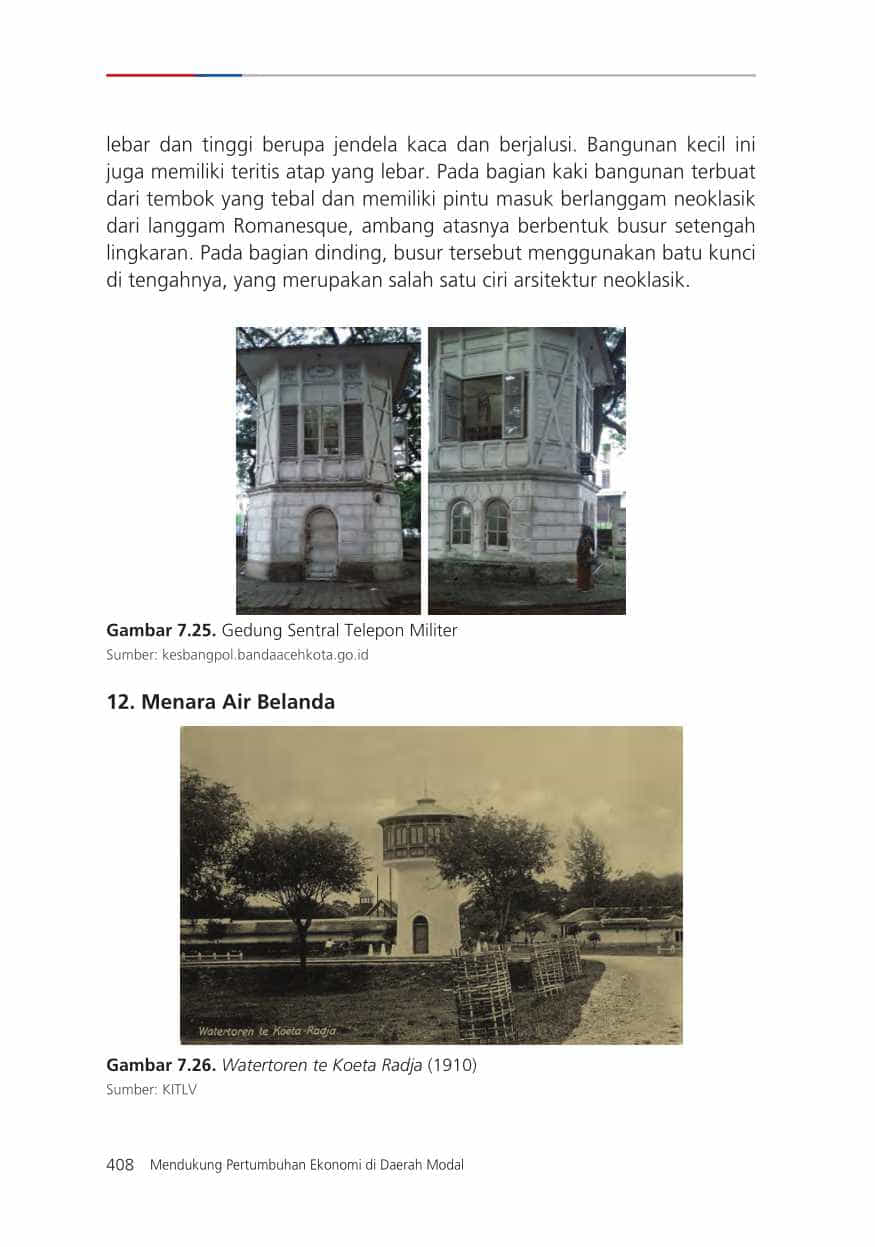 lebar dan tinggi berupa jendela kaca dan berjalusi. Bangunan kecil ini
juga memiliki teritis atap yang lebar. Pada bagian kaki bangunan terbuat
dari tembok yang tebal dan memiliki pintu masuk berlanggam neoklasik
dari langgam Romanesque, ambang atasnya berbentuk busur setengah
lingkaran. Pada bagian dinding, busur tersebut menggunakan batu kunci
di tengahnya, yang merupakan salah satu ciri arsitektur neoklasik.
Gambar 7.25. Gedung Sentral Telepon Militer
Sumber: kesbangpol.bandaacehkota.go.id
12. Menara Air Belanda
Watertoren te Koeta-Radja
Gambar 7.26. Watertoren te Koeta Radja (1910)
Sumber: KITLV
408 Mendukung Pertumbuhan Ekonomi di Daerah Modal